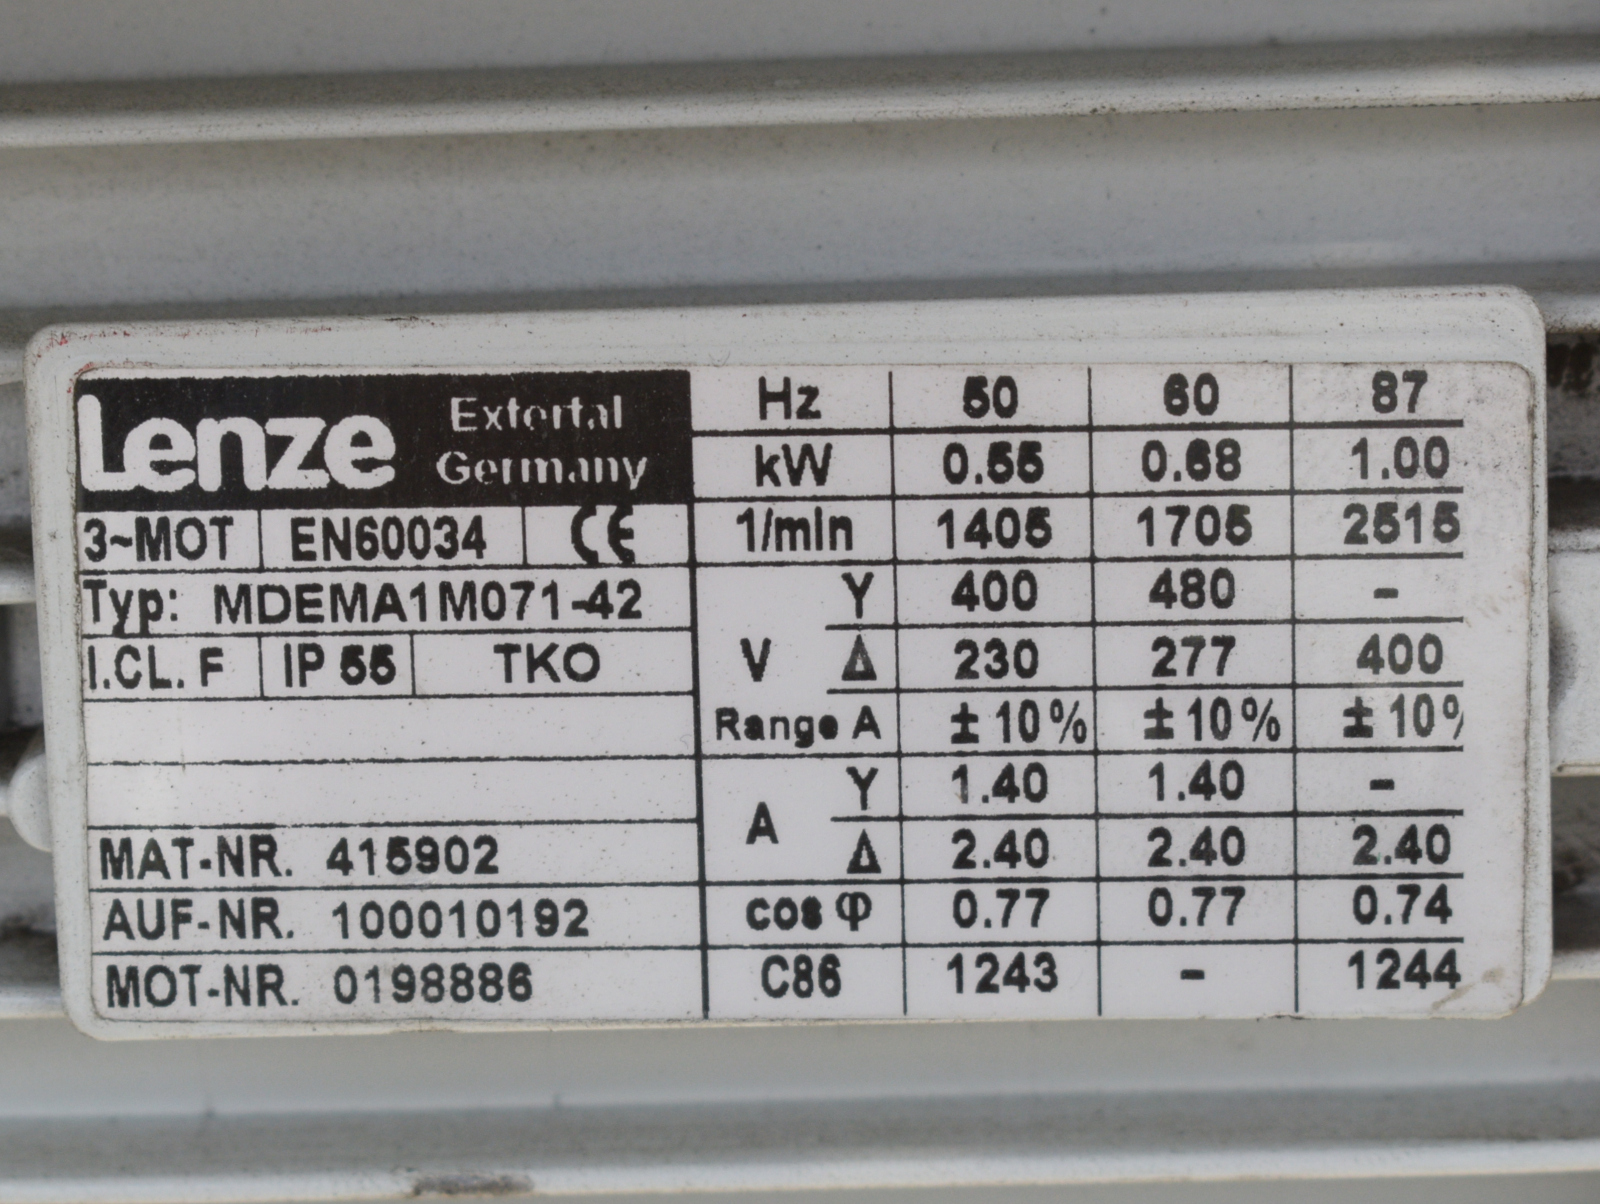 Lenze Extertal
Germany
3~MOT EN60034 CE
Typ: MDEMA1M071-42
I.CL. F IP 55 TKO
MAT-NR. 415902
AUF-NR. 100010192
MOT-NR. 0198886
Hz 50 60 87
kW 0.55 0.68 1.00
1/min 1405 1705 2515
V Y 400 480 -
Δ 230 277 400
Range A ± 10% ± 10% ± 10%
A Y 1.40 1.40 -
Δ 2.40 2.40 2.40
cos φ 0.77 0.77 0.74
C86 1243 - 1244